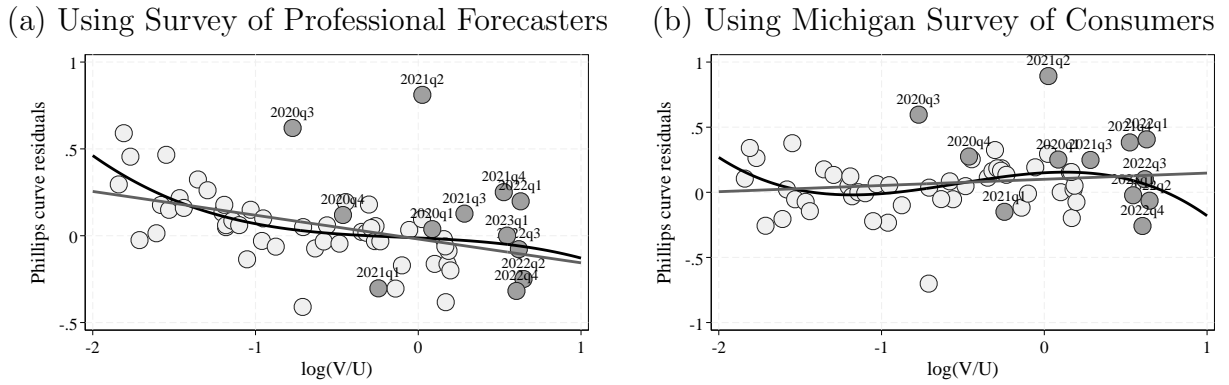 (a) Using Survey of Professional Forecasters
1
.5
0
-.5
-2
-1
0
1
Phillips curve residuals
log(V/U)
2021q2
2020q3
2021q4
2022q1
2020q4
2021q3
2020q1
2023q1
2022q3
2021q1
2022q2
2022q4
(b) Using Michigan Survey of Consumers
1
.5
0
-.5
-1
-2
-1
0
1
Phillips curve residuals
log(V/U)
2021q2
2020q3
2021q4
2022q1
2020q4
2020q1
2021q3
2022q3
2021q1
2022q4